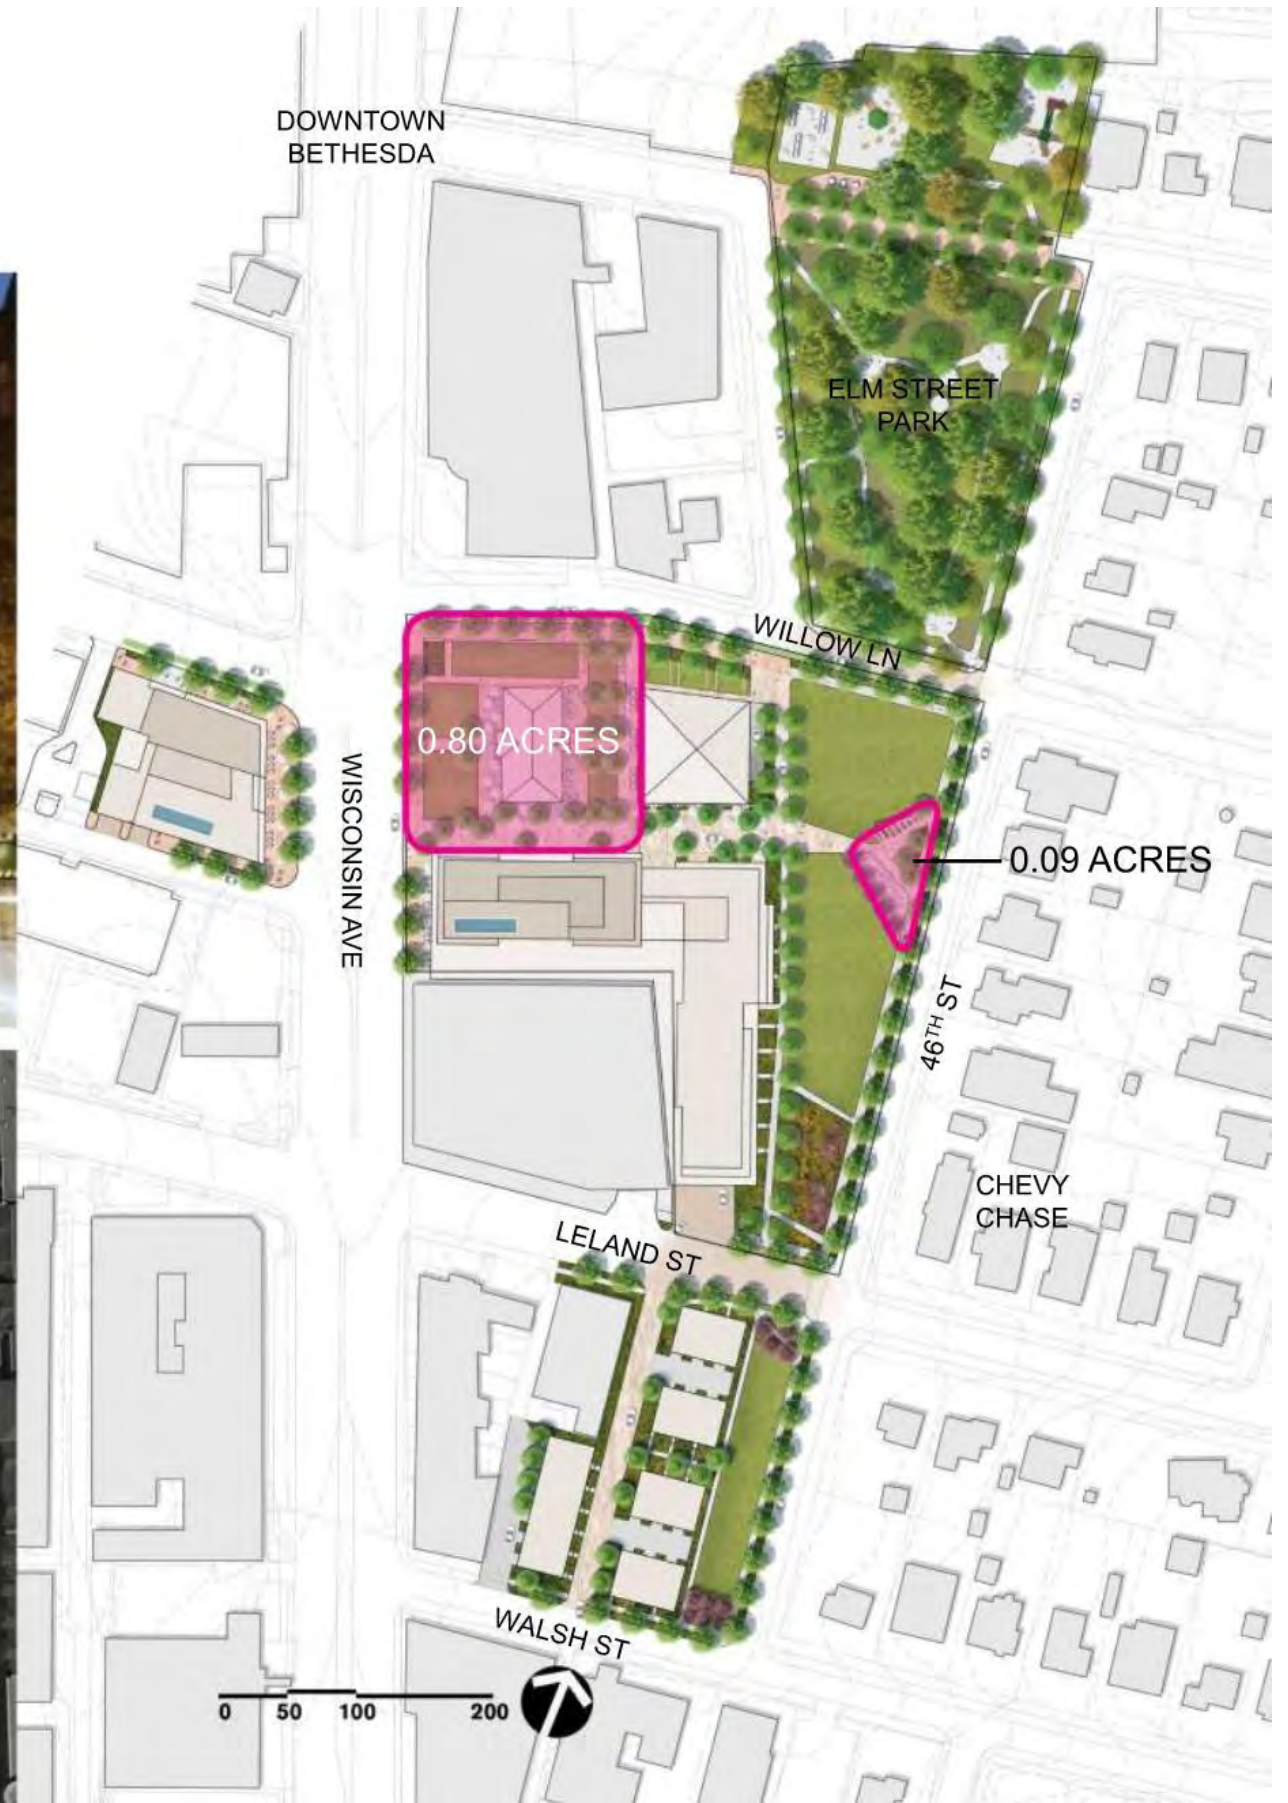 DOWNTOWN
BETHESDA
ELM STREET
PARK
WILLOW LN
0.80 ACRES
WISCONSIN AVE
0.09 ACRES
46TH ST
CHEVY
CHASE
LELAND ST
WALSH ST
0 50 100 200